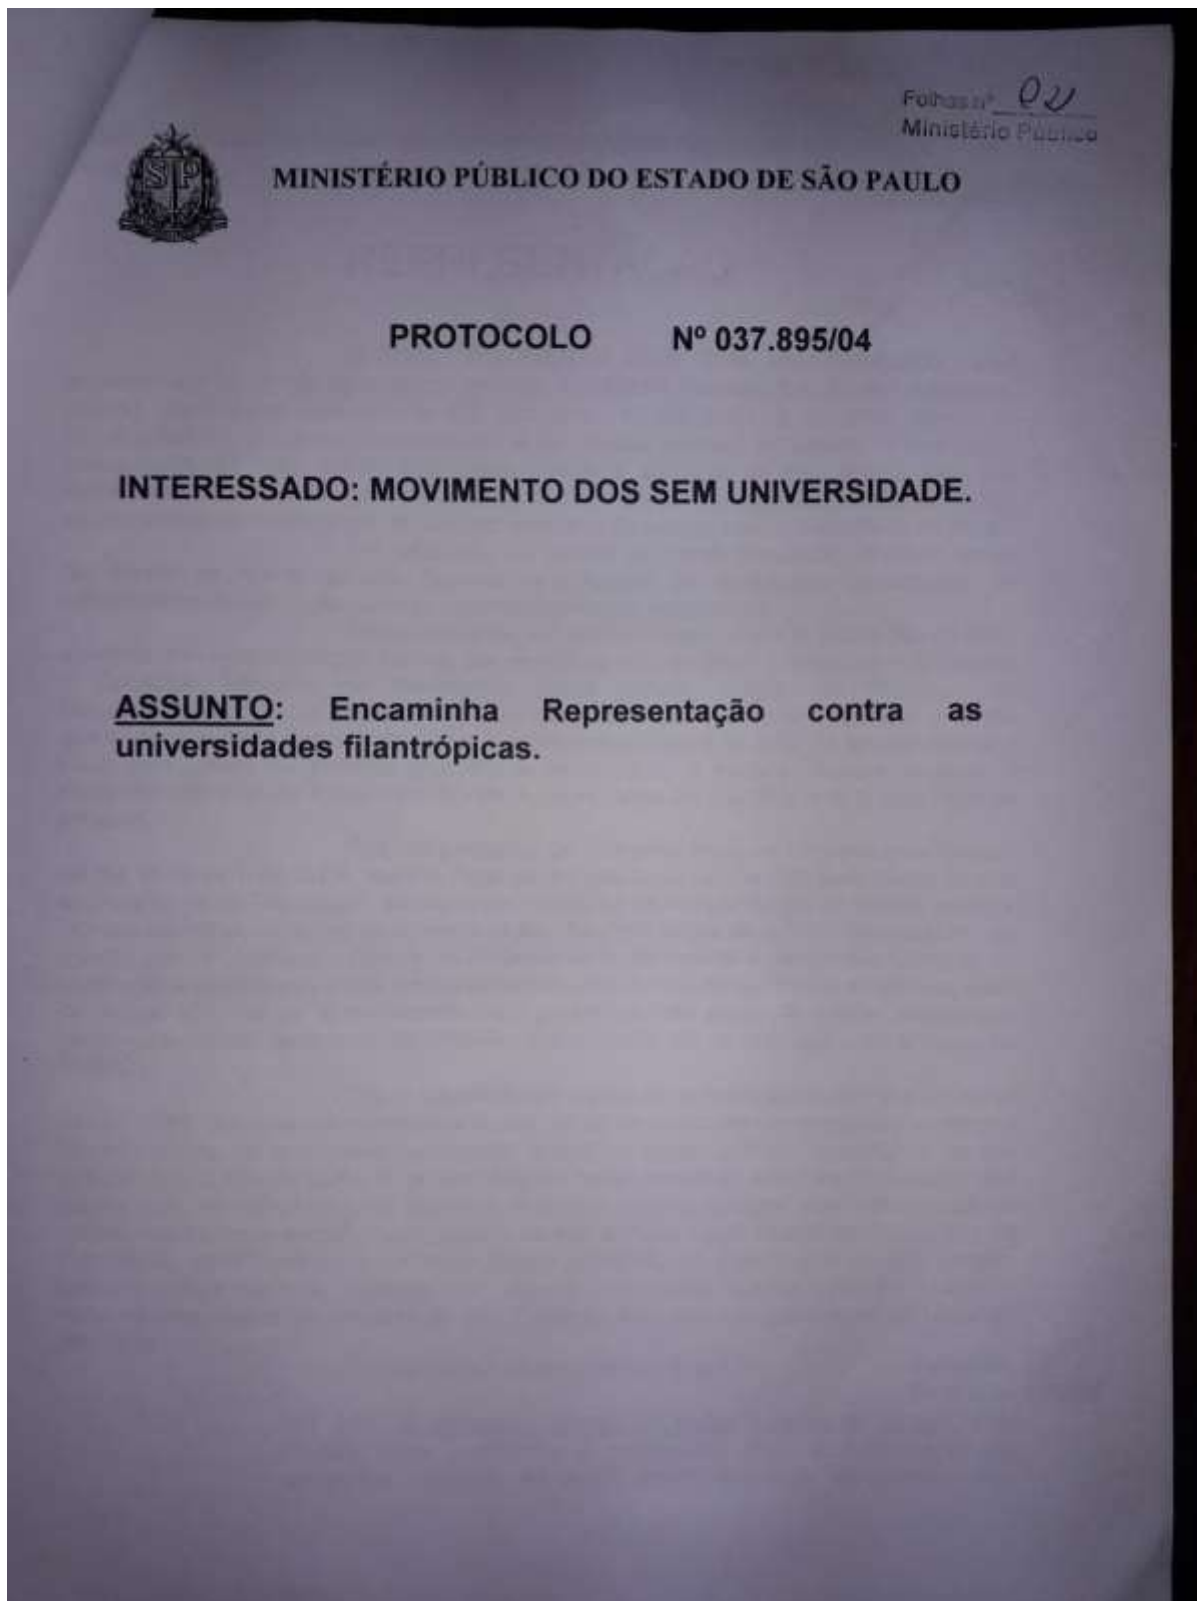 Folhas nº 02
Ministério Público
SP
MINISTÉRIO PÚBLICO DO ESTADO DE SÃO PAULO
PROTOCOLO Nº 037.895/04
INTERESSADO: MOVIMENTO DOS SEM UNIVERSIDADE.
ASSUNTO: Encaminha Representação contra as
universidades filantrópicas.